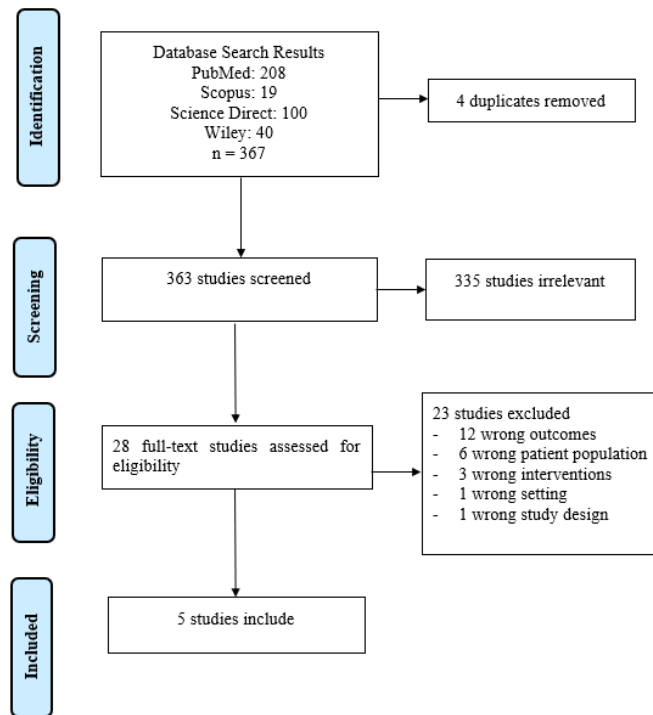 Identification
Database Search Results
PubMed: 208
Scopus: 19
Science Direct: 100
Wiley: 40
n = 367
4 duplicates removed
Screening
363 studies screened
335 studies irrelevant
Eligibility
28 full-text studies assessed for
eligibility
23 studies excluded
- 12 wrong outcomes
- 6 wrong patient population
- 3 wrong interventions
- 1 wrong setting
- 1 wrong study design
Included
5 studies include